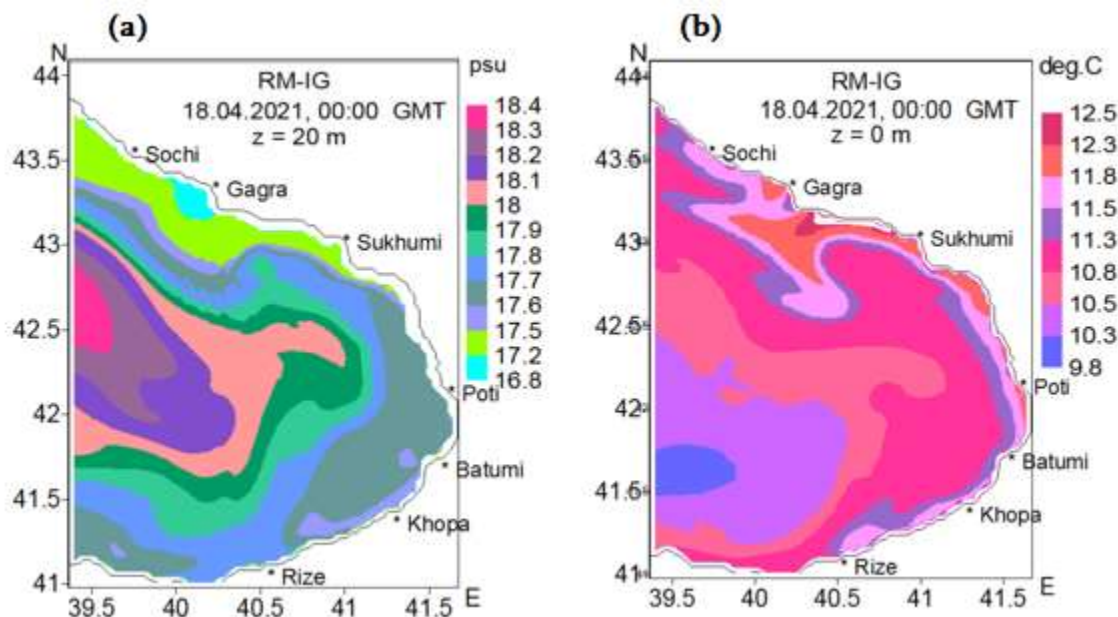 (a)
N
44
43.5
43
42.5
42
41.5
41
39.5 40 40.5 41 41.5
E
RM-IG
18.04.2021, 00:00 GMT
z = 20 m
Sochi
Gagra
Sukhumi
Poti
Batumi
Khopa
Rize
psu
18.4
18.3
18.2
18.1
18
17.9
17.8
17.7
17.6
17.5
17.2
16.8
(b)
N
44
43.5
43
42.5
42
41.5
41
39.5 40 40.5 41 41.5
E
RM-IG
18.04.2021, 00:00 GMT
z = 0 m
Sochi
Gagra
Sukhumi
Poti
Batumi
Khopa
Rize
deg.C
12.5
12.3
11.8
11.5
11.3
10.8
10.5
10.3
9.8